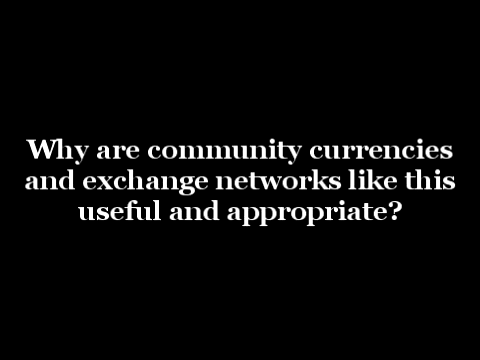 Why are community currencies
and exchange networks like this
useful and appropriate?